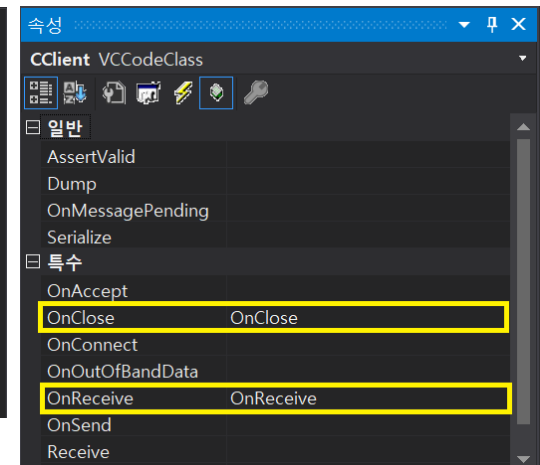 속성
CClient VCCodeClass
일반
AssertValid
Dump
OnMessagePending
Serialize
특수
OnAccept
OnClose OnClose
OnConnect
OnOutOfBandData
OnReceive OnReceive
OnSend
Receive